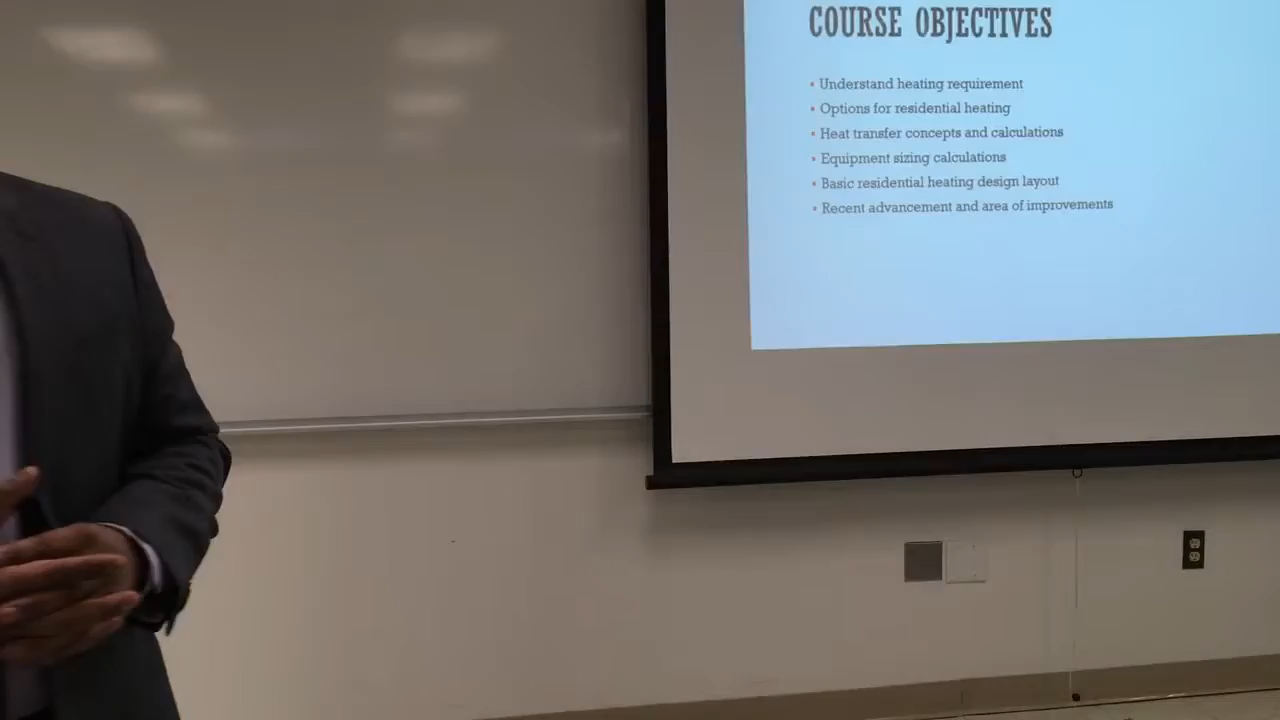 COURSE OBJECTIVES
Understand heating requirement
Options for residential heating
Heat transfer concepts and calculations
Equipment sizing calculations
Basic residential heating design layout
Recent advancement and area of improvements